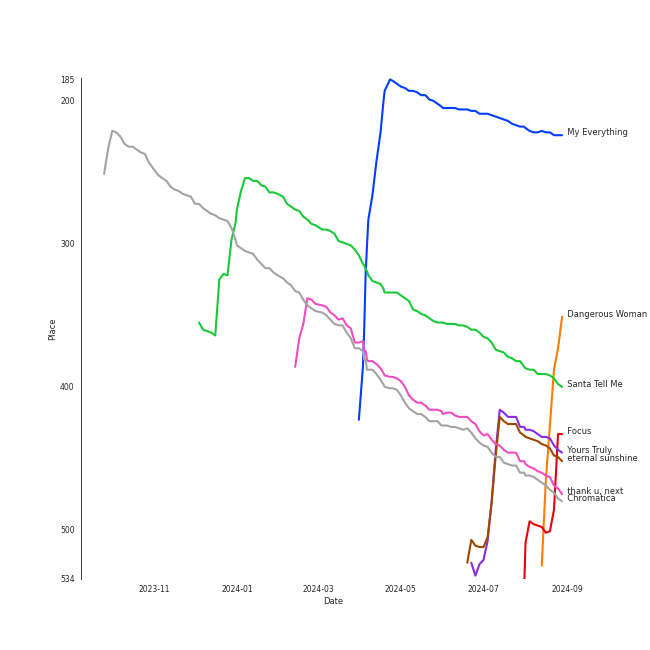 185
200
300
400
500
534
Place
2023-11
2024-01
2024-03
2024-05
2024-07
2024-09
Date
My Everything
Dangerous Woman
Santa Tell Me
Focus
Yours Truly
eternal sunshine
thank u, next
Chromatica